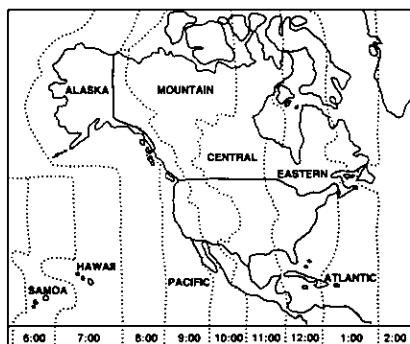 ALASKA MOUNTAIN
CENTRAL
EASTERN
HAWAII
SAMOA PACIFIC ATLANTIC
6:00 7:00 8:00 9:00 10:00 11:00 12:00 1:00 2:00